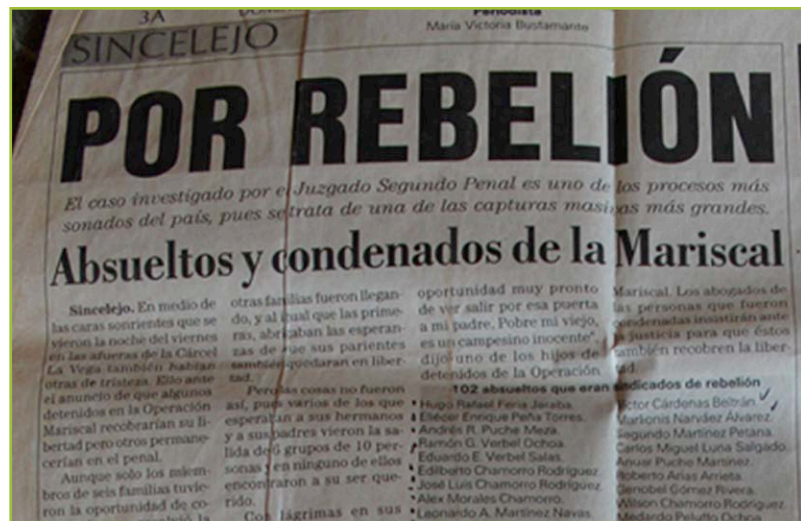 3A
Periodista
María Victoria Bustamante
SINCELEJO
POR REBELIÓN
El caso investigado por el Juzgado Segundo Penal es uno de los procesos más
sonados del país, pues se trata de una de las capturas masivas más grandes.
Absueltos y condenados de la Mariscal
Sincelejo. En medio de
las caras sonrientes que se
vieron la noche del viernes
en las afueras de la Cárcel
La Vega también habían
otras de tristeza. Ello ante
el anuncio de que algunos
detenidos en la Operación
Mariscal recobrarían su li-
bertad pero otros permane-
cerían en el penal.
Aunque solo los miem-
bros de seis familias tuvie-
ron la oportunidad de co-
otras familias fueron llegan-
do, y al igual que las prime-
ras, abrigaban las esperan-
zas de que sus parientes
también quedaran en liber-
tad.
Pero las cosas no fueron
así, pues varios de los que
esperaban a sus hermanos
y a sus padres vieron la sa-
lida de 6 grupos de 10 per-
sonas y en ninguno de ellos
encontraron a su ser que-
rido.
Con lágrimas en sus
oportunidad muy pronto
de ver salir por esa puerta
a mi padre. Pobre mi viejo,
es un campesino inocente",
dijo uno de los hijos de
detenidos de la Operación
Mariscal. Los abogados de
las personas que fueron
condenadas insistirán ante
la justicia para que éstos
también recobren la liber-
tad.
102 absueltos que eran sindicados de rebelión
Hugo Rafael Feria Jaraba.
Eliécer Enrique Peña Torres.
Andrés R. Puche Meza.
Ramón G. Verbel Ochoa.
Eduardo E. Verbel Salas.
Edilberto Chamorro Rodríguez.
José Luis Chamorro Rodríguez.
Alex Morales Chamorro.
Leonardo A. Martínez Navas.
Víctor Cárdenas Beltrán.
Marlionis Narváez Álvarez.
Segundo Martínez Petana.
Carlos Miguel Luna Salgado.
Anuar Puche Martínez.
Roberto Arias Arrieta.
Genobel Gómez Rivera.
Wilson Chamorro Rodríguez.
Medardo Pelufto Ochoa.